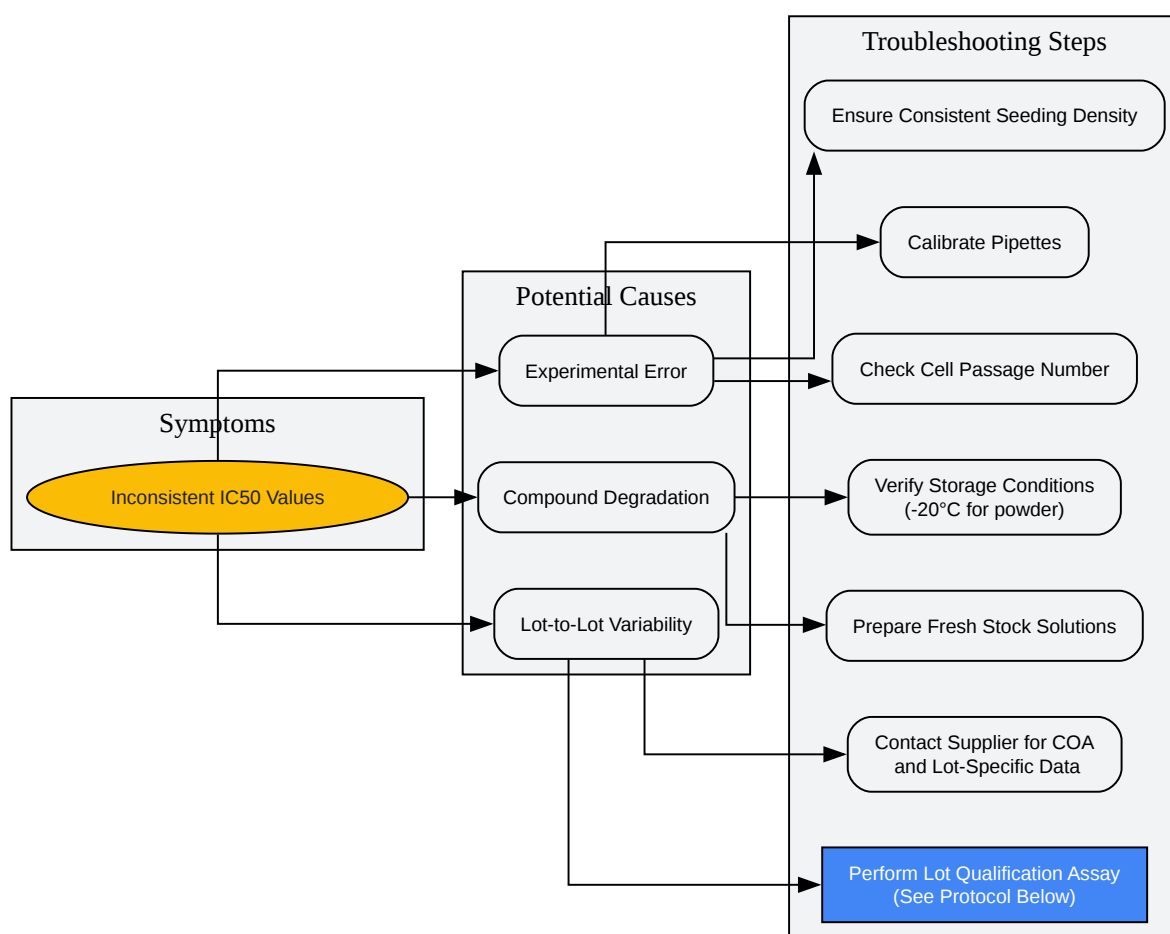 Symptoms
Inconsistent IC50 Values
Potential Causes
Experimental Error
Compound Degradation
Lot-to-Lot Variability
Troubleshooting Steps
Ensure Consistent Seeding Density
Calibrate Pipettes
Check Cell Passage Number
Verify Storage Conditions
(-20°C for powder)
Prepare Fresh Stock Solutions
Contact Supplier for COA
and Lot-Specific Data
Perform Lot Qualification Assay
(See Protocol Below)